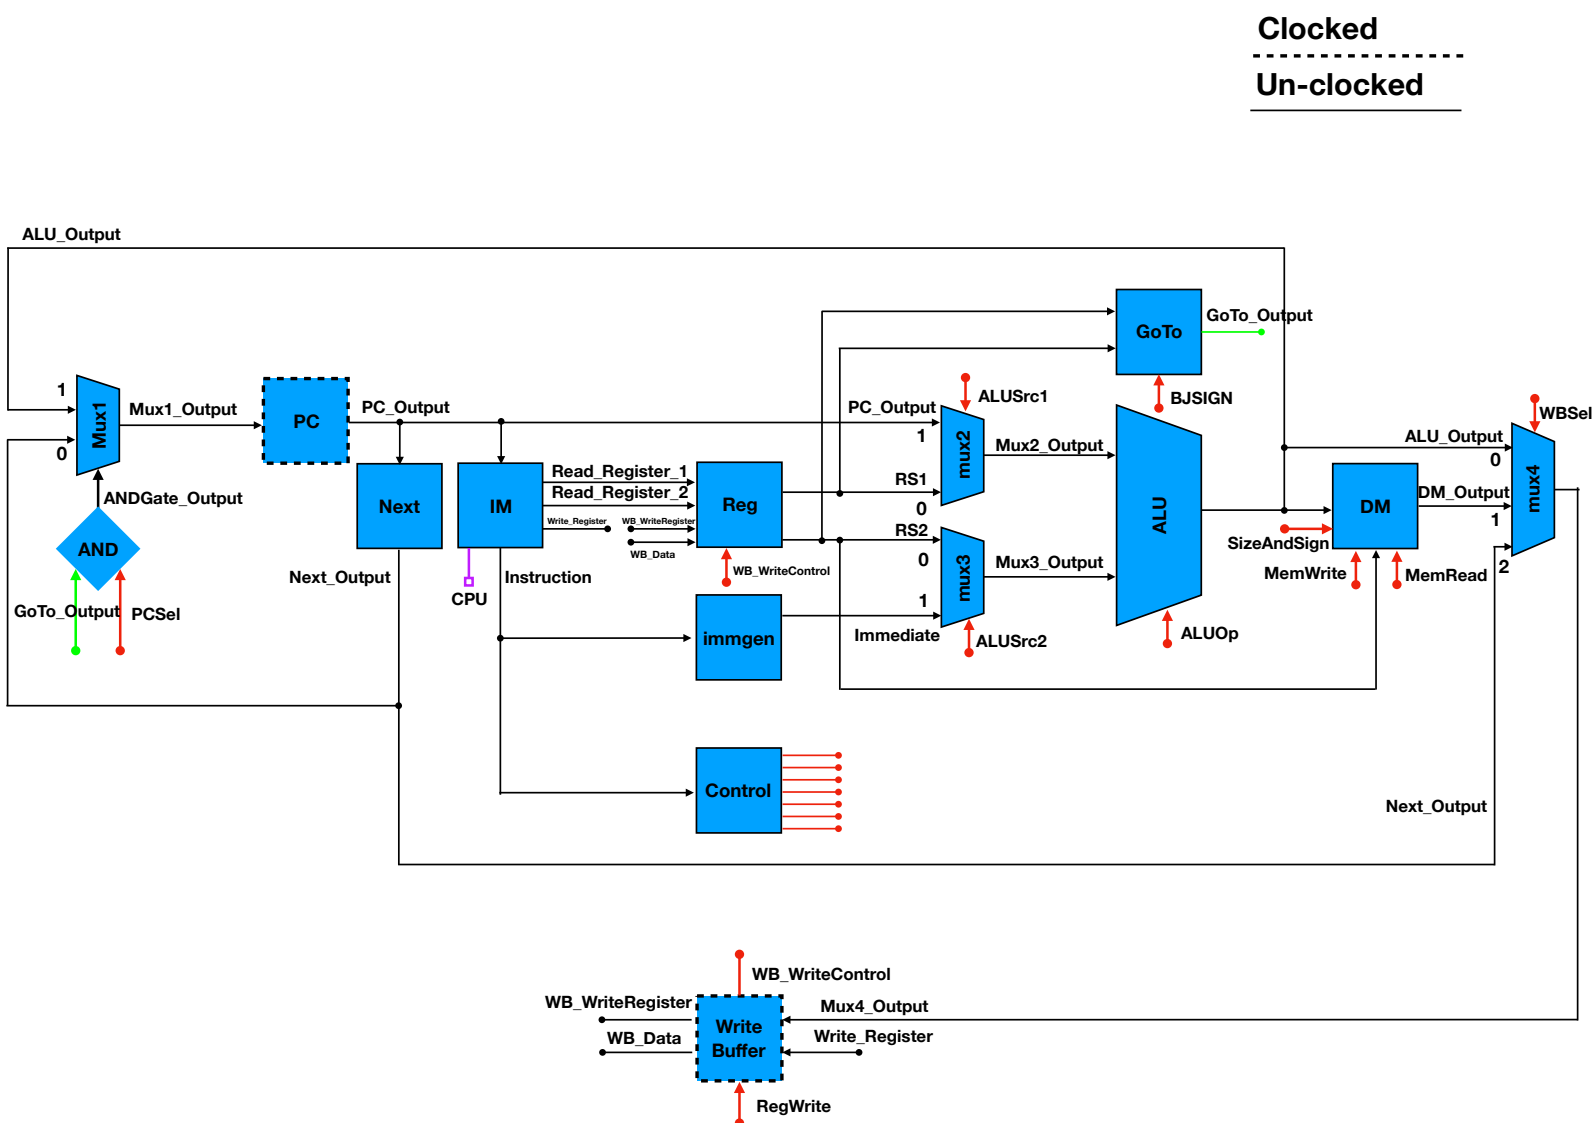 Clocked
Un-clocked
ALU_Output
GoTo_Output
GoTo
1
Mux1_Output
PC
PC_Output
PC_Output
ALUSrc1
BJSIGN
WBSel
Mux1
0
1
mux2
Mux2_Output
ALU_Output
0
mux4
ANDGate_Output
Next
IM
Read_Register_1
Read_Register_2
Write_Register
WB_WriteRegister
WB_Data
Reg
RS1
0
RS2
0
ALU
DM
DM_Output
1
SizeAndSign
AND
Next_Output
Instruction
CPU
WB_WriteControl
mux3
Mux3_Output
MemWrite
MemRead
2
GoTo_Output
PCSel
1
Immediate
ALUSrc2
ALUOp
immgen
Control
Next_Output
WB_WriteControl
WB_WriteRegister
WB_Data
Write
Buffer
Mux4_Output
Write_Register
RegWrite